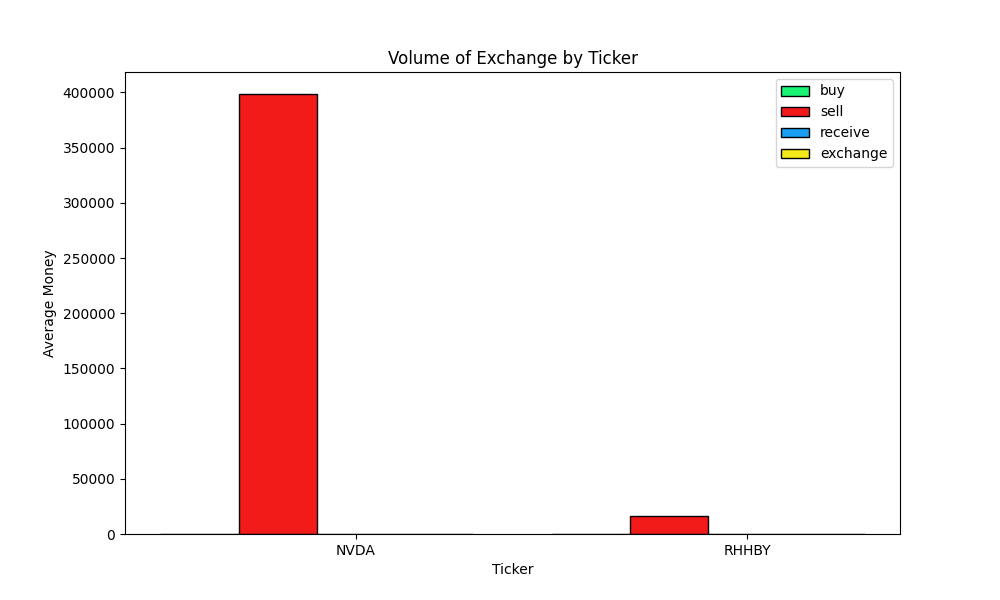 Volume of Exchange by Ticker
buy
sell
receive
exchange
400000
350000
300000
250000
200000
150000
100000
50000
0
Average Money
NVDA
RHHBY
Ticker